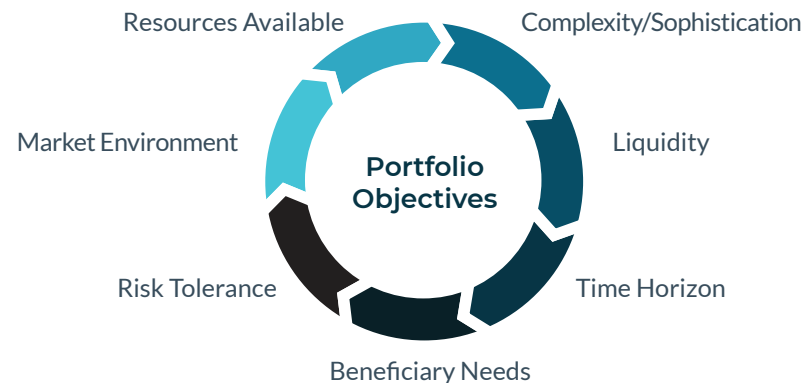 Resources Available
Complexity/Sophistication
Market Environment
Liquidity
Portfolio
Objectives
Risk Tolerance
Time Horizon
Beneficiary Needs